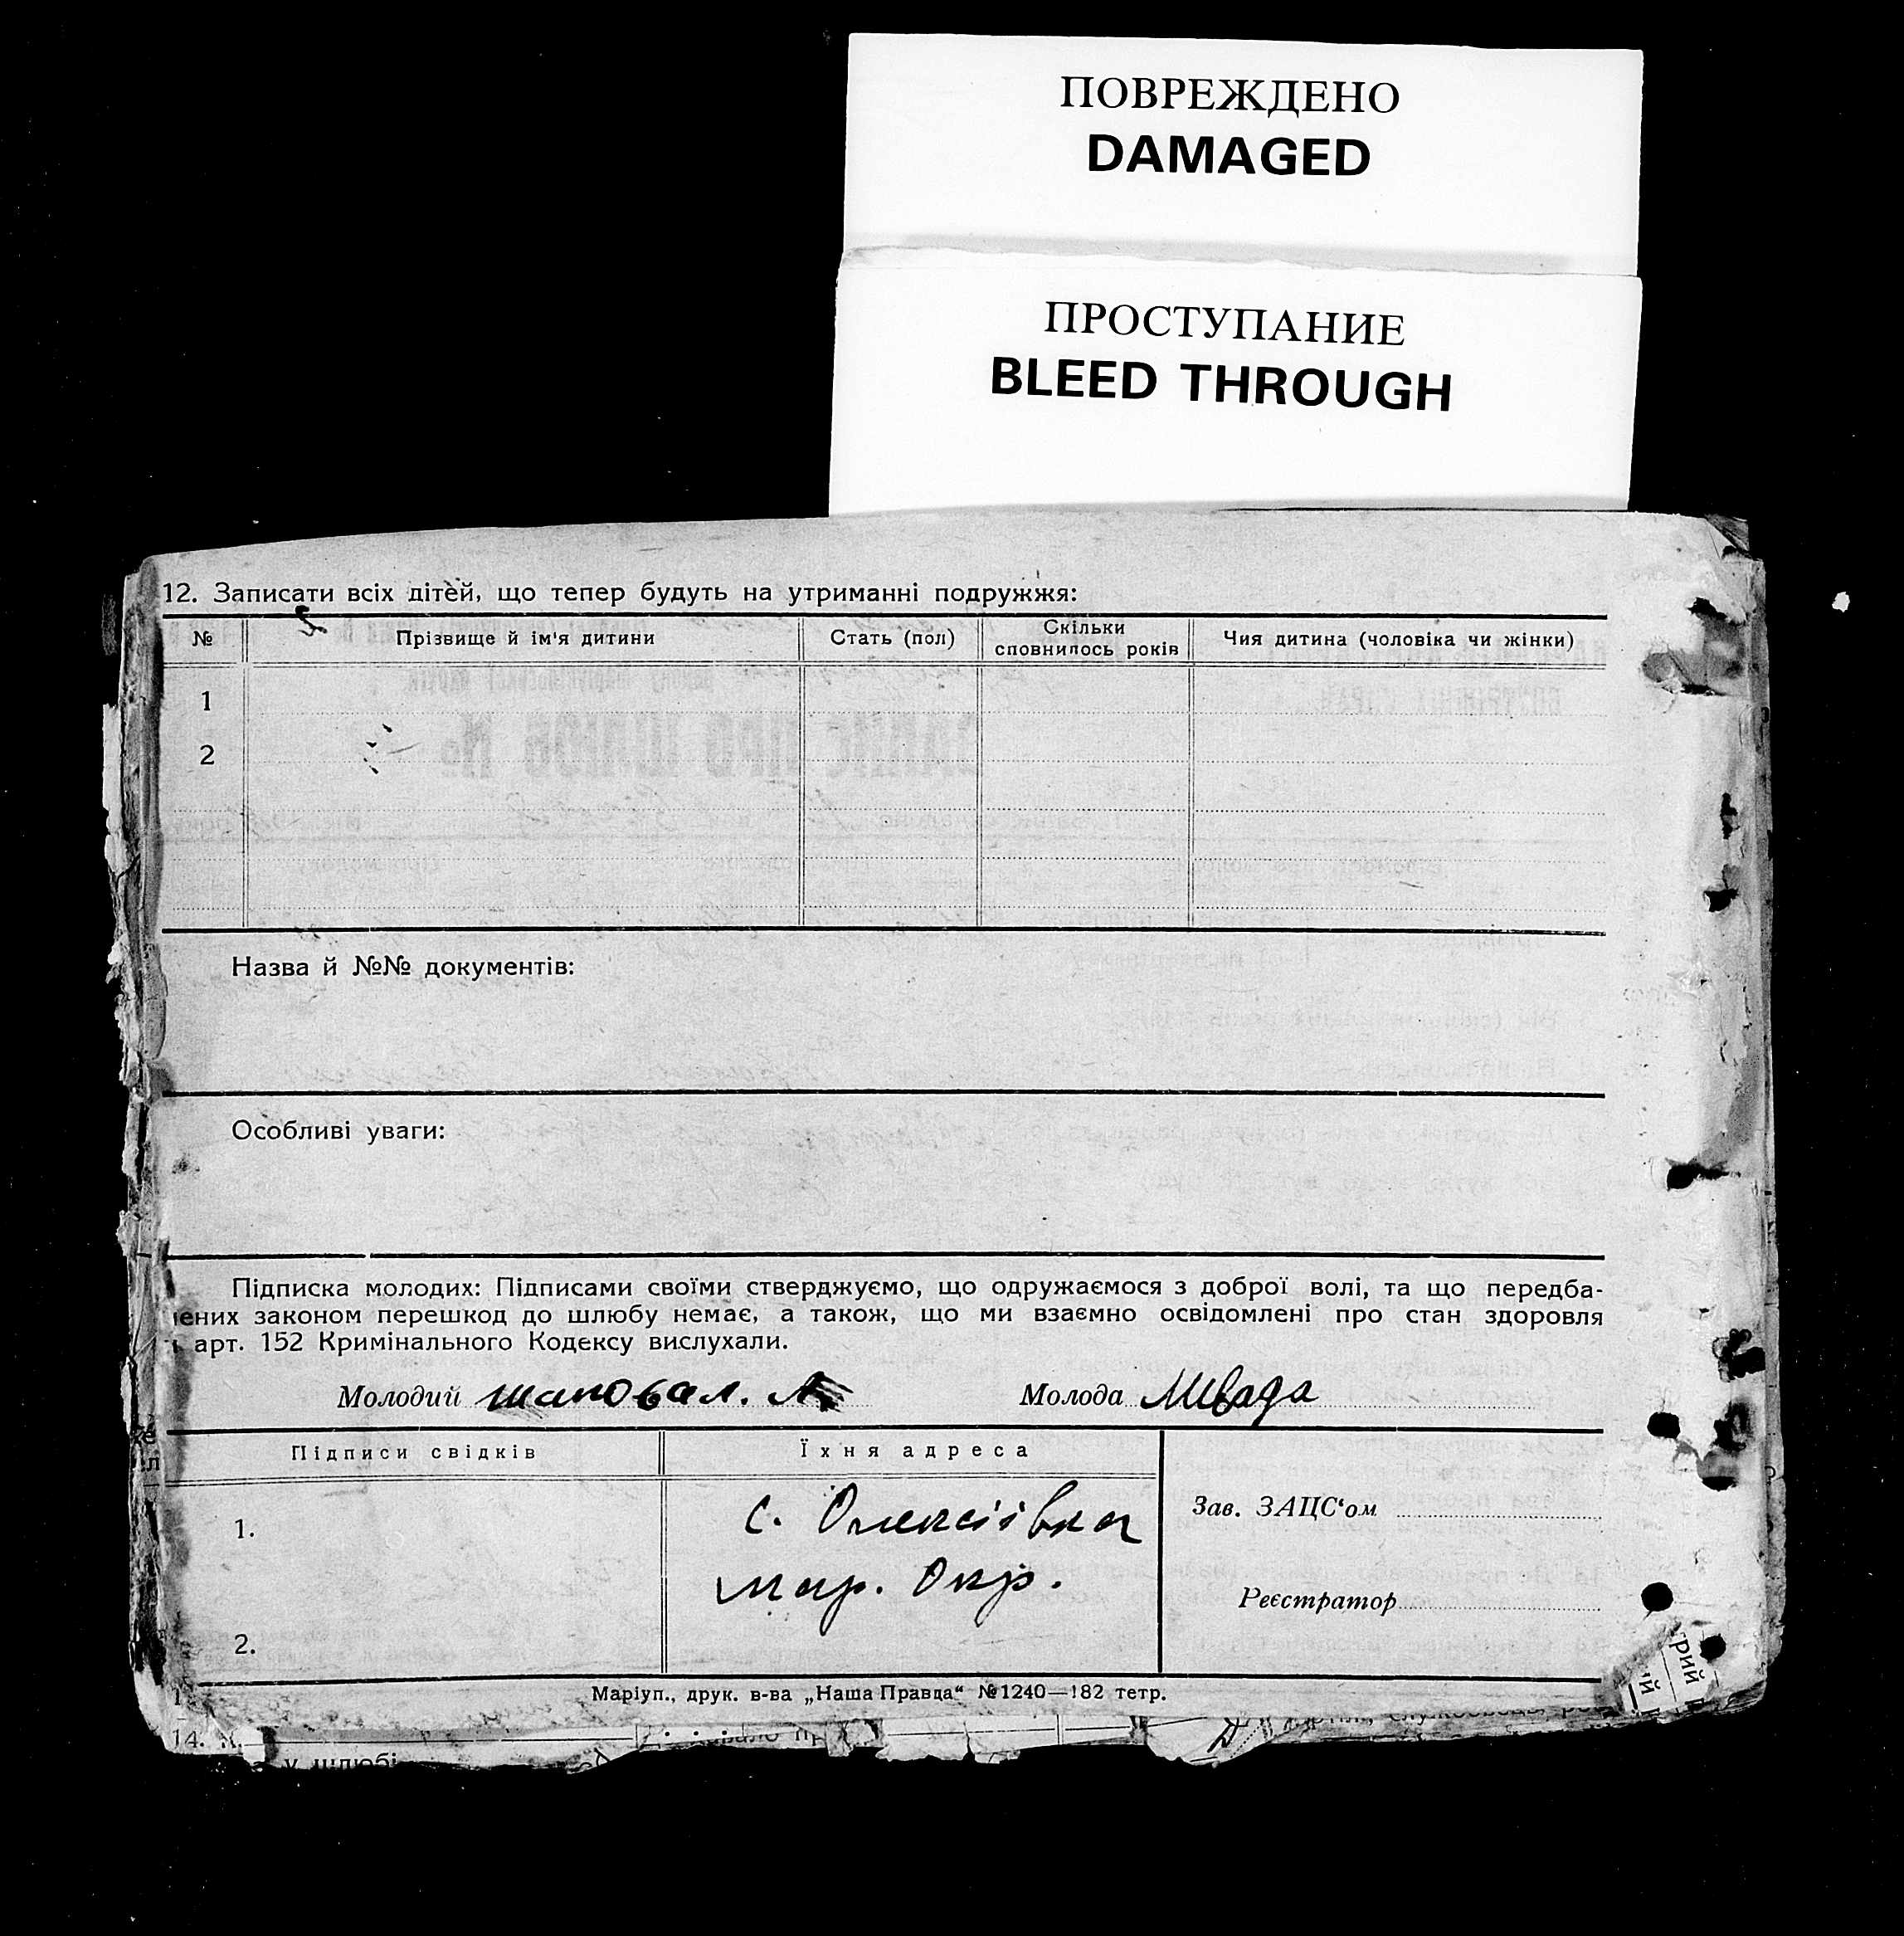 ПОВРЕЖДЕНО
DAMAGED
ПРОСТУПАНИЕ
BLEED THROUGH
12. Записати всіх дітей, що тепер будуть на утриманні подружжя:
№ Прізвище й ім'я дитини Стать (пол) Скільки сповнилось років Чия дитина (чоловіка чи жінки)
1
2
Назва й №№ документів:
Особливі уваги:
Підписка молодих: Підписами своїми стверджуємо, що одружаємося з доброї волі, та що передба-
ених законом перешкод до шлюбу немає, а також, що ми взаємно освідомлені про стан здоровля
арт. 152 Кримінального Кодексу вислухали.
Молодий шаповал. Молода
Підписи свідків Їхня адреса
1. с. Олексіївка Зав. ЗАЦС'ом
Мар. Окр. Реєстратор
2.
Маріуп., друк. в-ва „Наша Правда“ №1240—182 тетр.
14.
у шлюбі